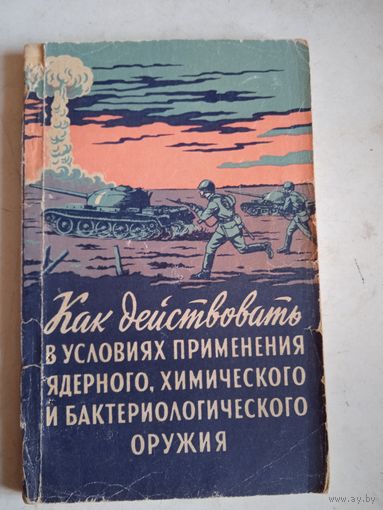 Как действовать
В УСЛОВИЯХ ПРИМЕНЕНИЯ
ЯДЕРНОГО, ХИМИЧЕСКОГО
И БАКТЕРИОЛОГИЧЕСКОГО
ОРУЖИЯ
www.ay.by